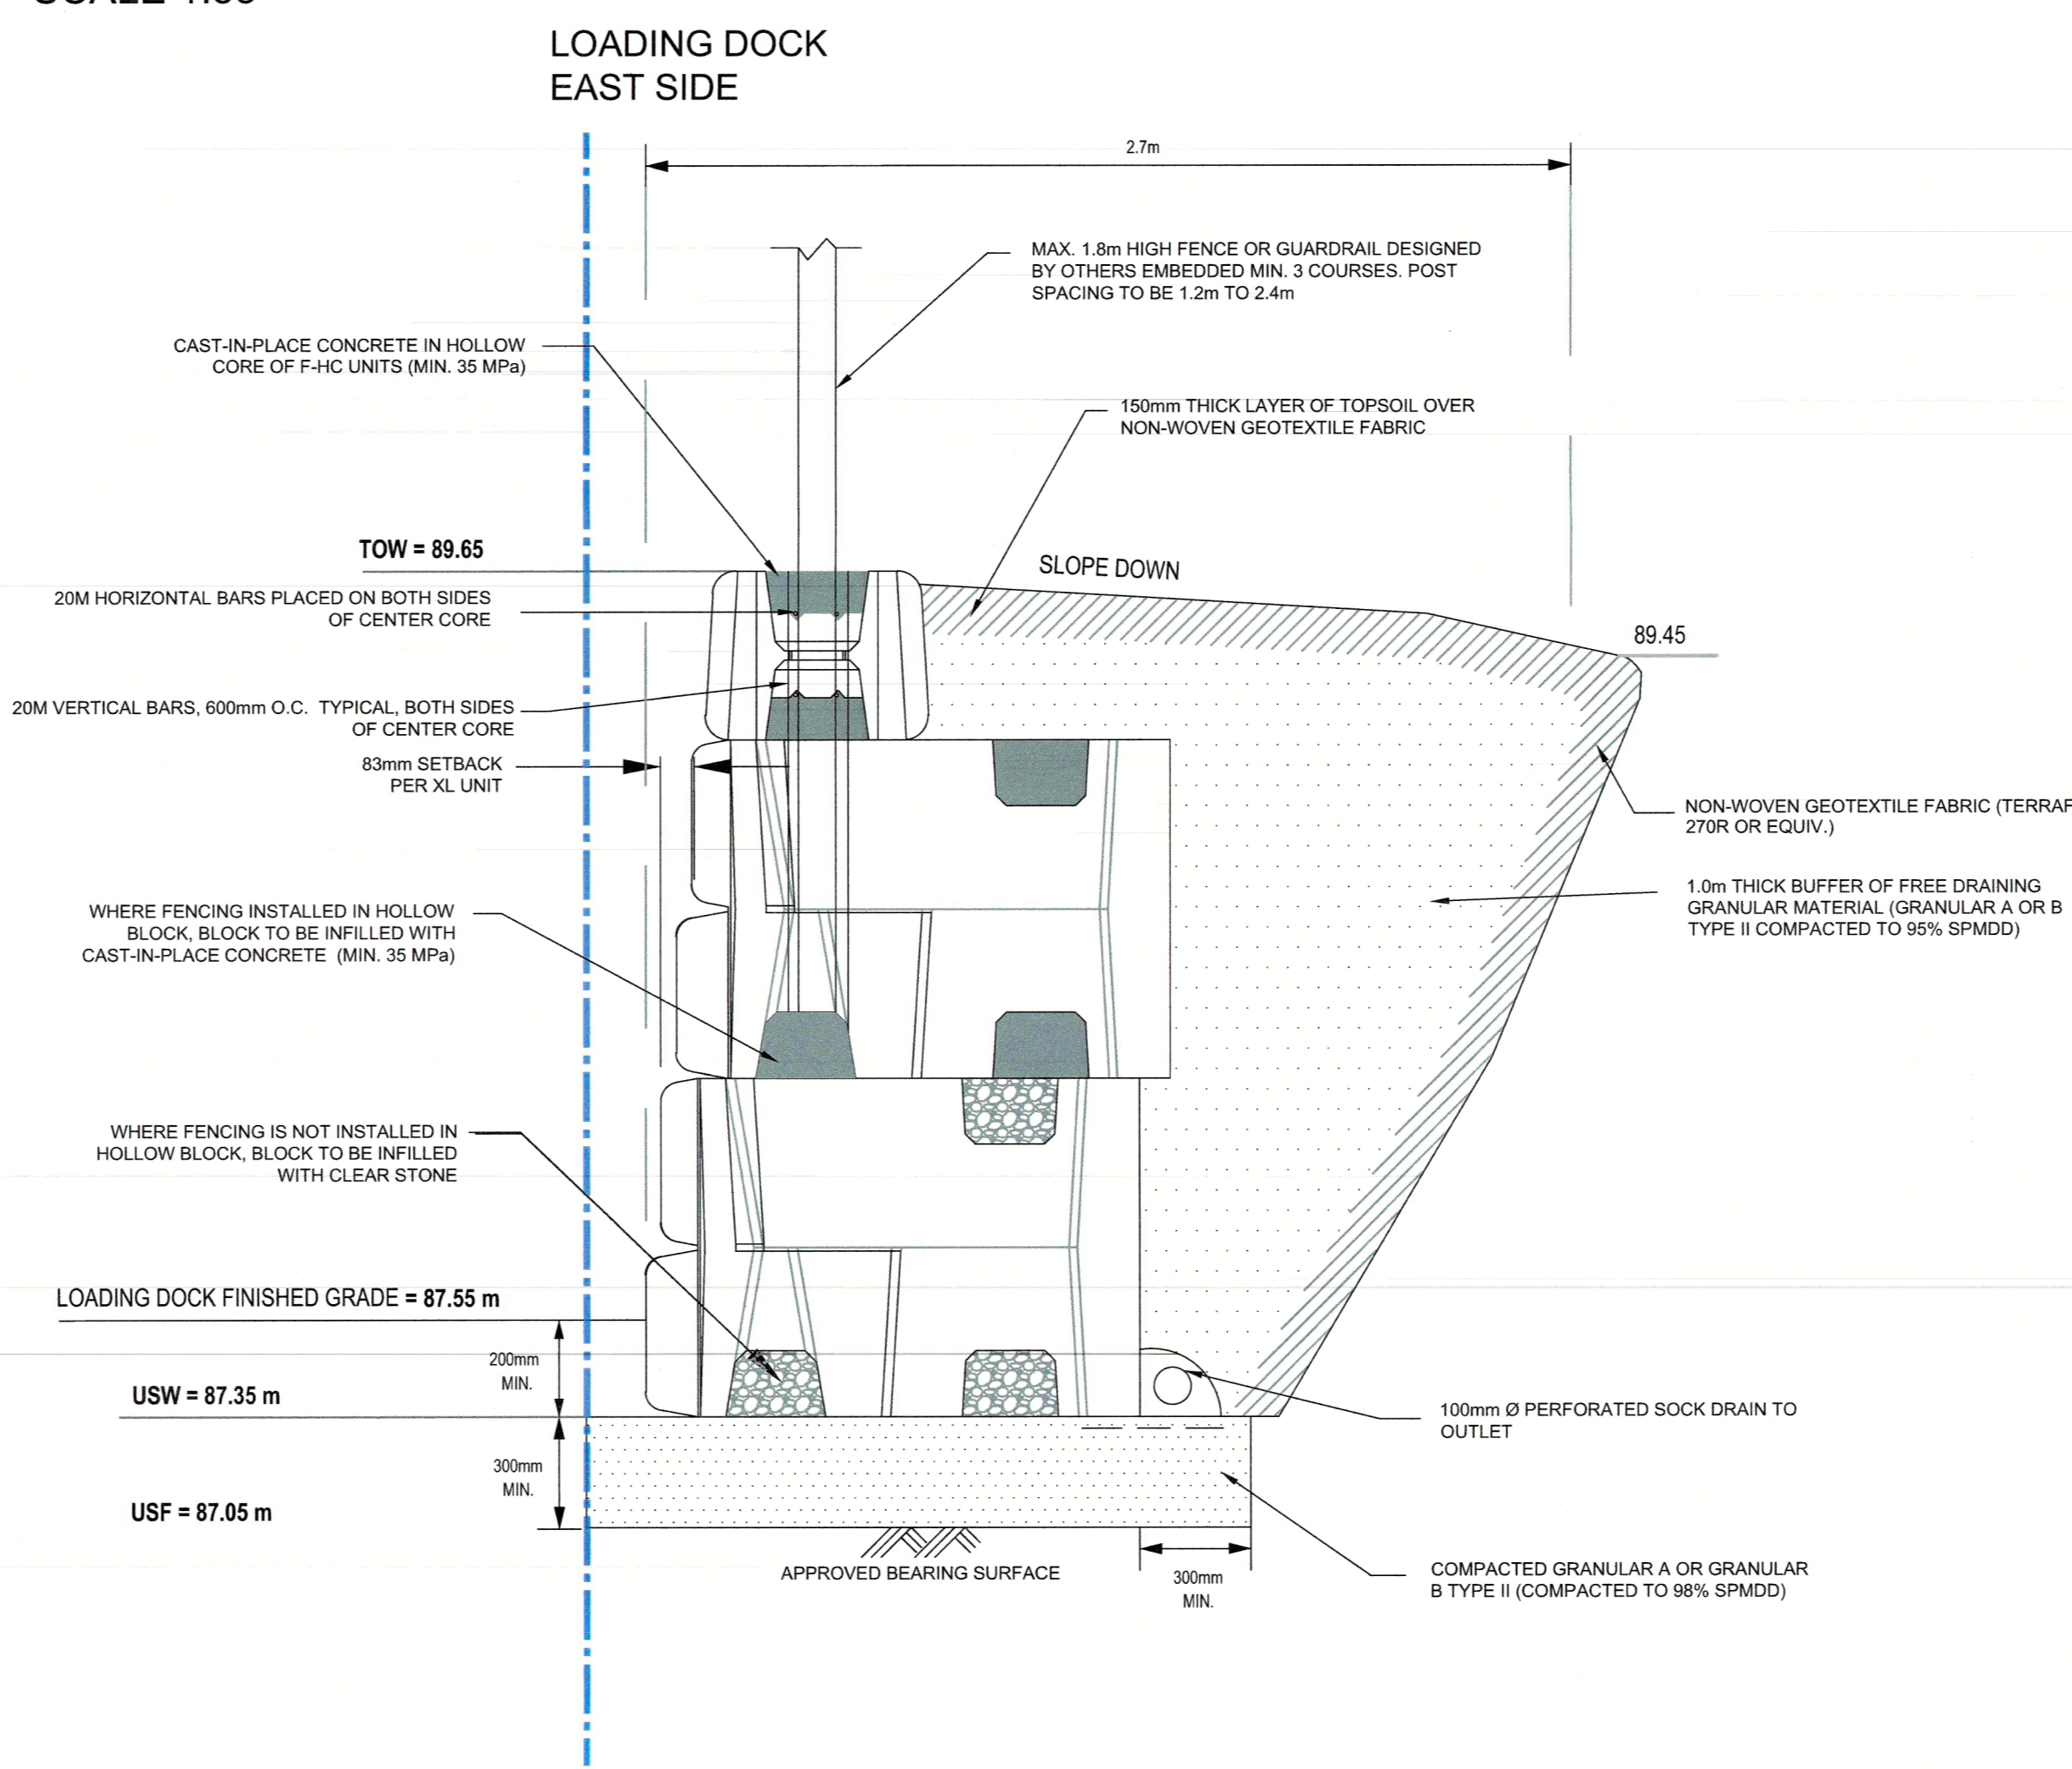 LOADING DOCK
EAST SIDE
2.7m
MAX. 1.8m HIGH FENCE OR GUARDRAIL DESIGNED
BY OTHERS EMBEDDED MIN. 3 COURSES. POST
SPACING TO BE 1.2m TO 2.4m
CAST-IN-PLACE CONCRETE IN HOLLOW
CORE OF F-HC UNITS (MIN. 35 MPa)
150mm THICK LAYER OF TOPSOIL OVER
NON-WOVEN GEOTEXTILE FABRIC
TOW = 89.65
SLOPE DOWN
20M HORIZONTAL BARS PLACED ON BOTH SIDES
OF CENTER CORE
89.45
20M VERTICAL BARS, 600mm O.C. TYPICAL, BOTH SIDES
OF CENTER CORE
83mm SETBACK
PER XL UNIT
NON-WOVEN GEOTEXTILE FABRIC (TERRAF
270R OR EQUIV.)
1.0m THICK BUFFER OF FREE DRAINING
GRANULAR MATERIAL (GRANULAR A OR B
TYPE II COMPACTED TO 95% SPMDD)
WHERE FENCING INSTALLED IN HOLLOW
BLOCK, BLOCK TO BE INFILLED WITH
CAST-IN-PLACE CONCRETE (MIN. 35 MPa)
WHERE FENCING IS NOT INSTALLED IN
HOLLOW BLOCK, BLOCK TO BE INFILLED
WITH CLEAR STONE
LOADING DOCK FINISHED GRADE = 87.55 m
200mm
MIN.
USW = 87.35 m
100mm Ø PERFORATED SOCK DRAIN TO
OUTLET
300mm
MIN.
USF = 87.05 m
APPROVED BEARING SURFACE
300mm
MIN.
COMPACTED GRANULAR A OR GRANULAR
B TYPE II (COMPACTED TO 98% SPMDD)